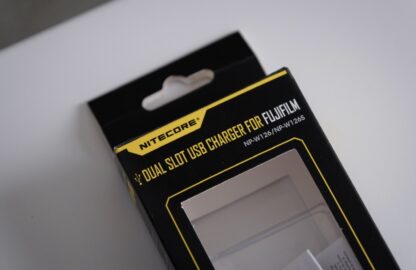 NITECORE®
DUAL SLOT USB CHARGER FOR FUJIFILM
NP-W126/NP-W126S